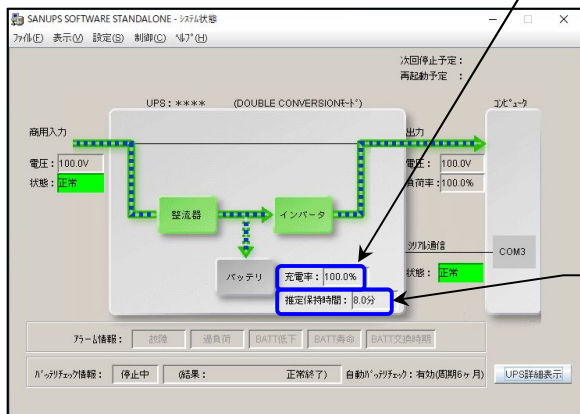 SANUPS SOFTWARE STANDALONE - ｼｽﾃﾑ状態
ﾌｧｲﾙ(F) 表示(V) 設定(S) 制御(C) ﾍﾙﾌﾟ(H)
次回停止予定 ：
再起動予定 ：
UPS：**** (DOUBLE CONVERSIONﾓｰﾄﾞ)
ｺﾝﾋﾟｭｰﾀ
商用入力
出力
電圧：100.0V
電圧：100.0V
状態：正常
負荷率：100.0%
整流器
インバータ
ｼﾘｱﾙ通信
COM3
バッテリ
充電率：100.0%
状態：正常
推定保持時間：8.0分
ｱﾗｰﾑ情報： 故障 過負荷 BATT低下 BATT寿命 BATT交換時期
ﾊﾞｯﾃﾘﾁｪｯｸ情報： 停止中 (結果： 正常終了) 自動ﾊﾞｯﾃﾘﾁｪｯｸ：有効(周期6ヶ月) UPS詳細表示